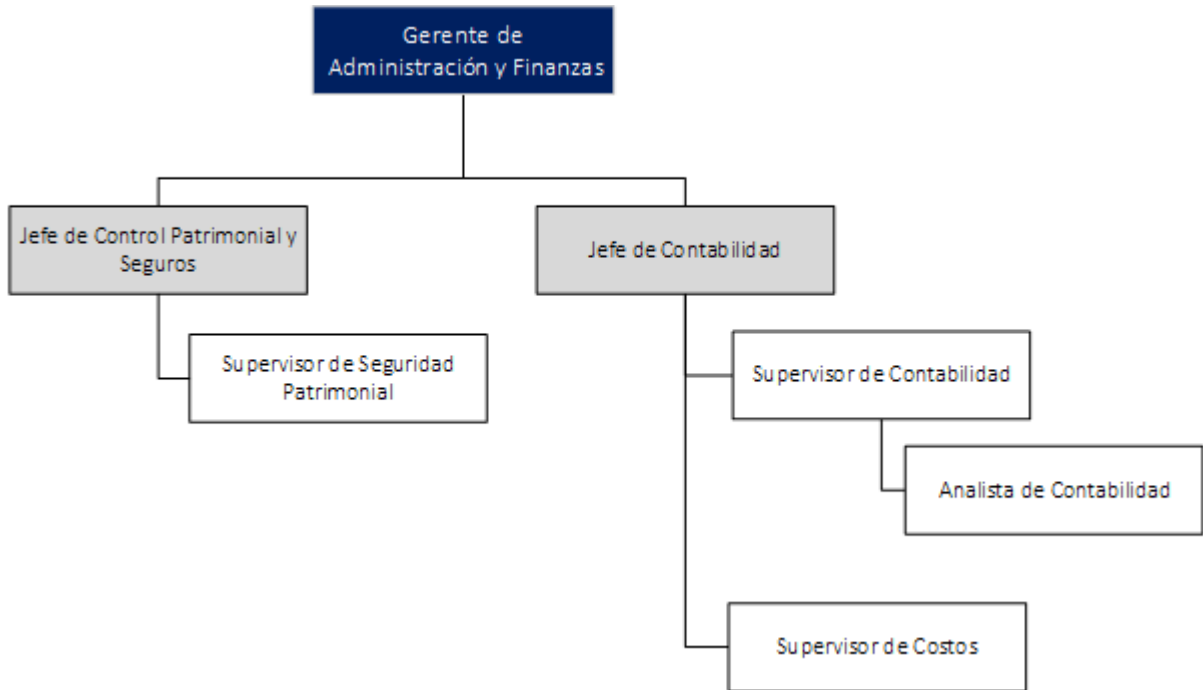 Gerente de
Administración y Finanzas
Jefe de Control Patrimonial y
Seguros
Jefe de Contabilidad
Supervisor de Seguridad
Patrimonial
Supervisor de Contabilidad
Analista de Contabilidad
Supervisor de Costos